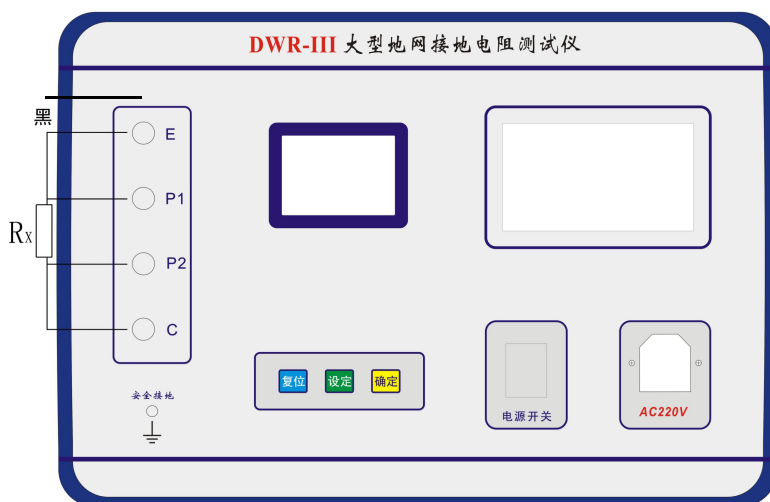 DWR-III 大型地网接地电阻测试仪
黑
E
P1
Rx
P2
C
安全接地
复位 设定 确定
电源开关
AC220V